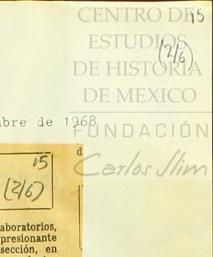 CENTRO DE
15
ESTUDIOS
(2/6)
DE HISTORIA
DE MEXICO
bre de 1968
FUNDACIÓN
Carlos Slim
d
15
(2/6)
aboratorios,
presionante
sección, en